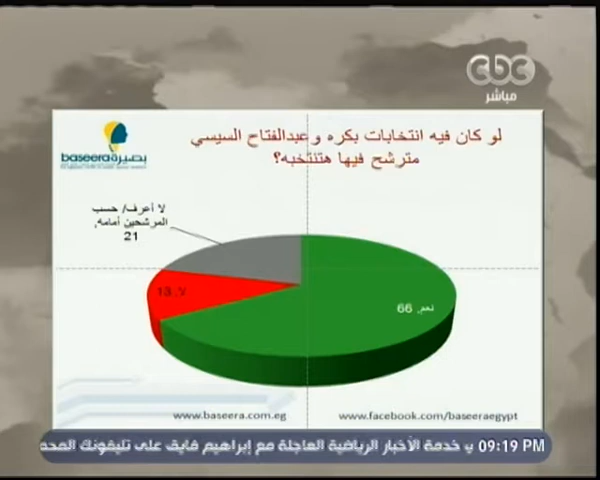 cbc
مباشر
baseera بصيرة
لو كان فيه انتخابات بكره وعبدالفتاح السيسي
مترشح فيها هتنتخبه؟
لا أعرف/ حسب
المرشحين أمامه,
21
لا, 13
نعم, 66
www.baseera.com.eg
www.facebook.com/baseeraegypt
خدمة الأخبار الرياضية العاجلة مع إبراهيم فايق على تليفونك المحم
09:19 PM